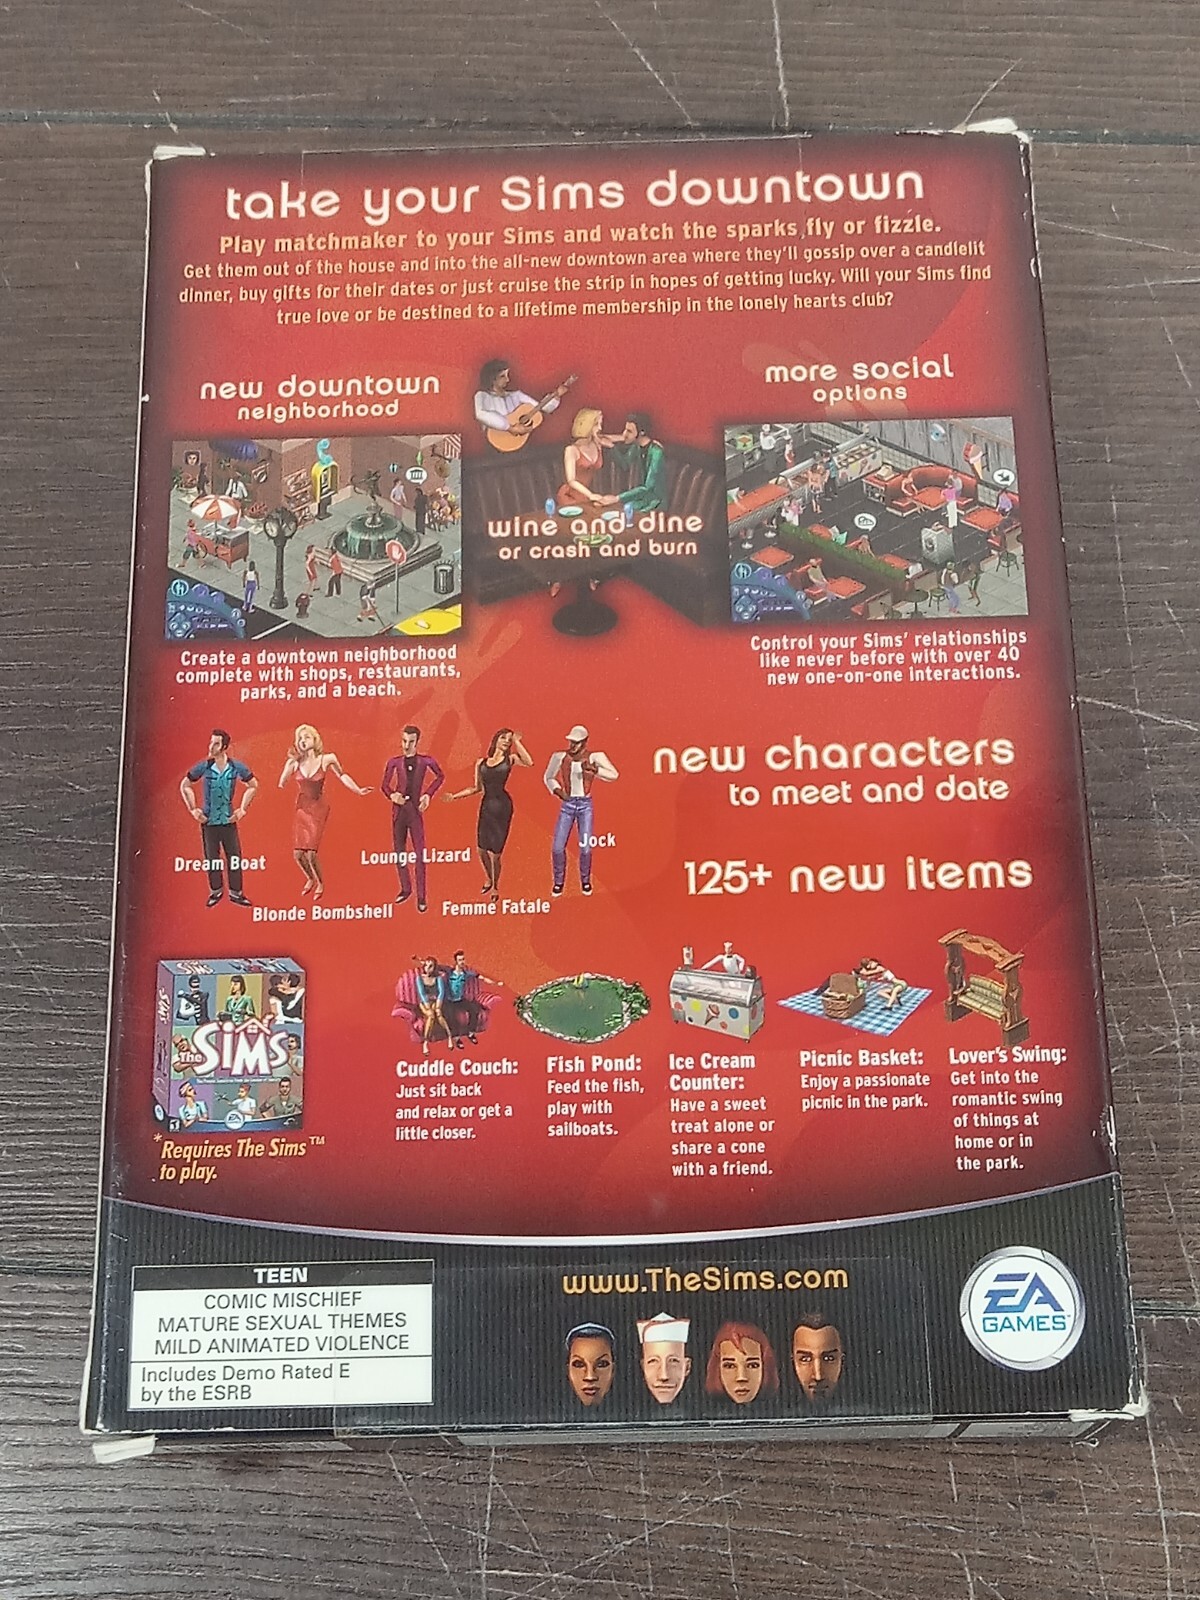 take your Sims downtown
Play matchmaker to your Sims and watch the sparks fly or fizzle.
Get them out of the house and into the all-new downtown area where they'll gossip over a candlelit
dinner, buy gifts for their dates or just cruise the strip in hopes of getting lucky. Will your Sims find
true love or be destined to a lifetime membership in the lonely hearts club?
new downtown
neighborhood
more social
options
wine and dine
or crash and burn
Create a downtown neighborhood
complete with shops, restaurants,
parks, and a beach.
Control your Sims' relationships
like never before with over 40
new one-on-one interactions.
Dream Boat
Blonde Bombshell
Lounge Lizard
Femme Fatale
Jock
new characters
to meet and date
125+ new items
The SIMS
*Requires The Sims™
to play.
Cuddle Couch:
Just sit back
and relax or get a
little closer.
Fish Pond:
Feed the fish,
play with
sailboats.
Ice Cream
Counter:
Have a sweet
treat alone or
share a cone
with a friend.
Picnic Basket:
Enjoy a passionate
picnic in the park.
Lover's Swing:
Get into the
romantic swing
of things at
home or in
the park.
TEEN
COMIC MISCHIEF
MATURE SEXUAL THEMES
MILD ANIMATED VIOLENCE
Includes Demo Rated E
by the ESRB
www.TheSims.com
EA
GAMES™